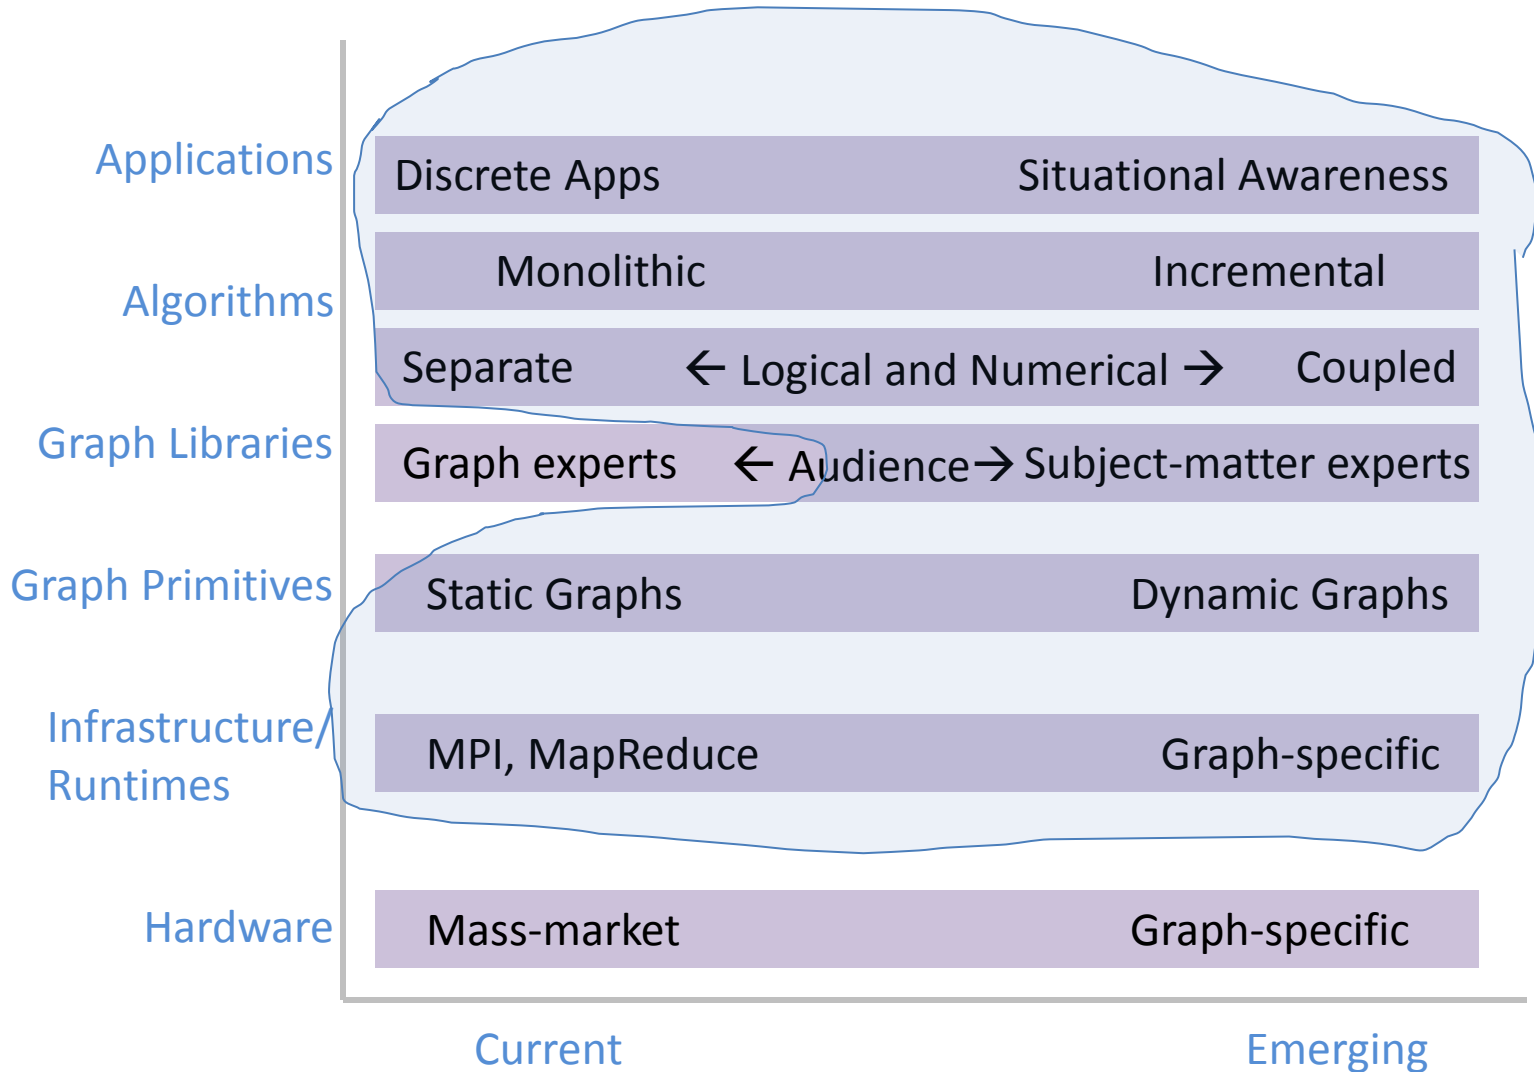 Applications
Discrete Apps Situational Awareness
Monolithic Incremental
Algorithms
Separate ← Logical and Numerical → Coupled
Graph Libraries
Graph experts ← Audience → Subject-matter experts
Graph Primitives
Static Graphs Dynamic Graphs
Infrastructure/
Runtimes
MPI, MapReduce Graph-specific
Hardware
Mass-market Graph-specific
Current Emerging